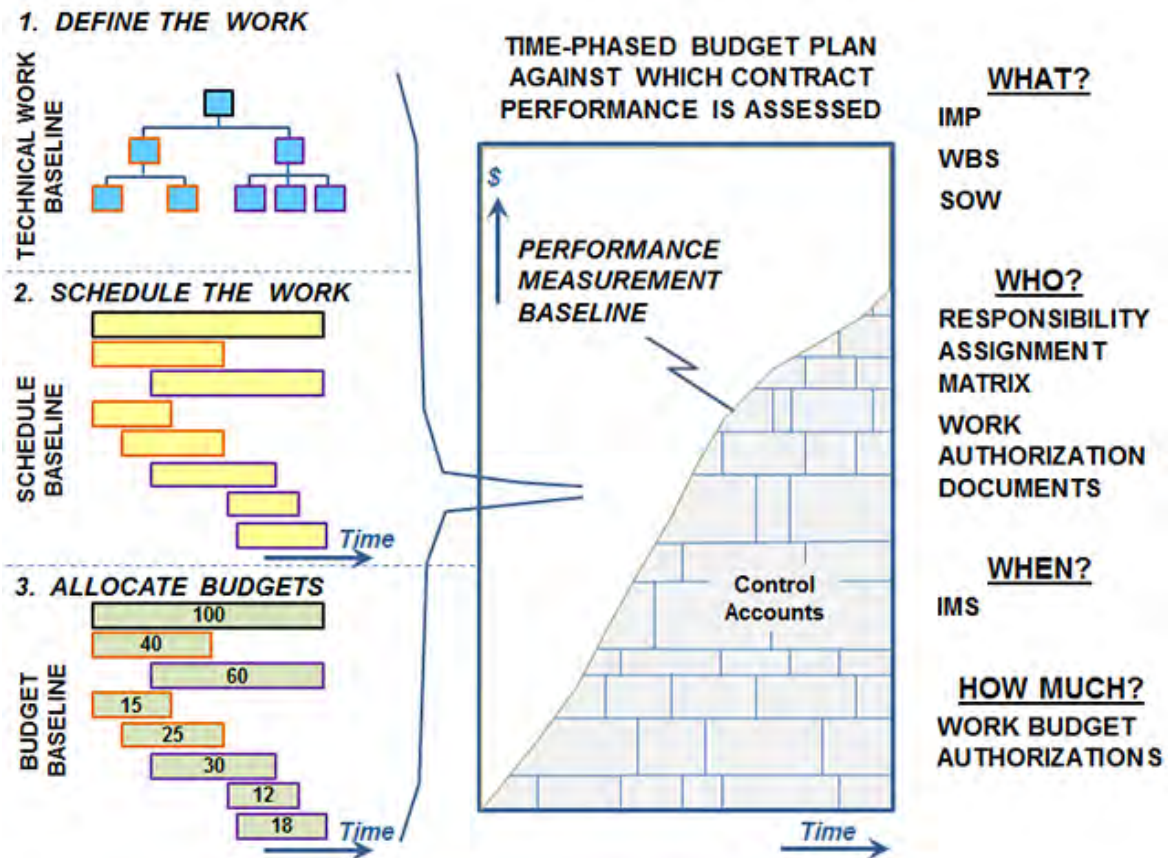 1. DEFINE THE WORK
TECHNICAL WORK
BASELINE
2. SCHEDULE THE WORK
SCHEDULE
BASELINE
Time
3. ALLOCATE BUDGETS
BUDGET
BASELINE
100
40
60
15
25
30
12
18
Time
TIME-PHASED BUDGET PLAN
AGAINST WHICH CONTRACT
PERFORMANCE IS ASSESSED
$
PERFORMANCE
MEASUREMENT
BASELINE
Control
Accounts
Time
WHAT?
IMP
WBS
SOW
WHO?
RESPONSIBILITY
ASSIGNMENT
MATRIX
WORK
AUTHORIZATION
DOCUMENTS
WHEN?
IMS
HOW MUCH?
WORK BUDGET
AUTHORIZATIONS